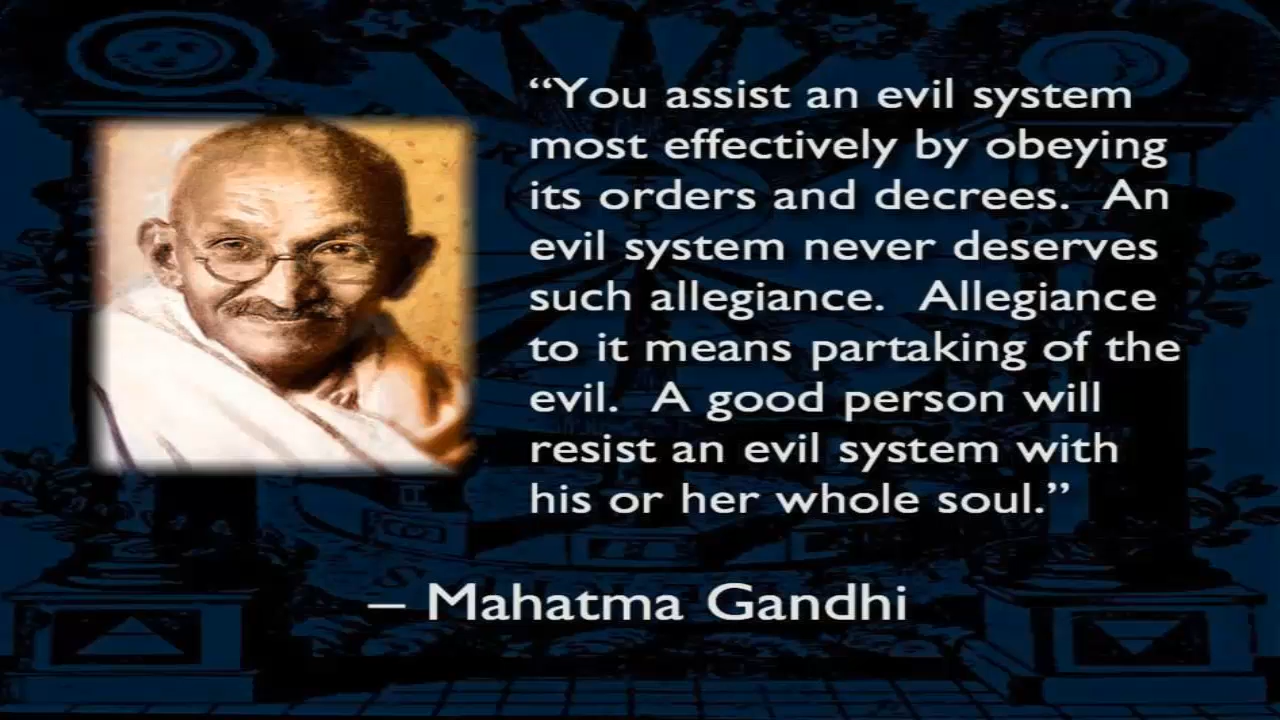 “You assist an evil system
most effectively by obeying
its orders and decrees.  An
evil system never deserves
such allegiance.  Allegiance
to it means partaking of the
evil.  A good person will
resist an evil system with
his or her whole soul.”
– Mahatma Gandhi